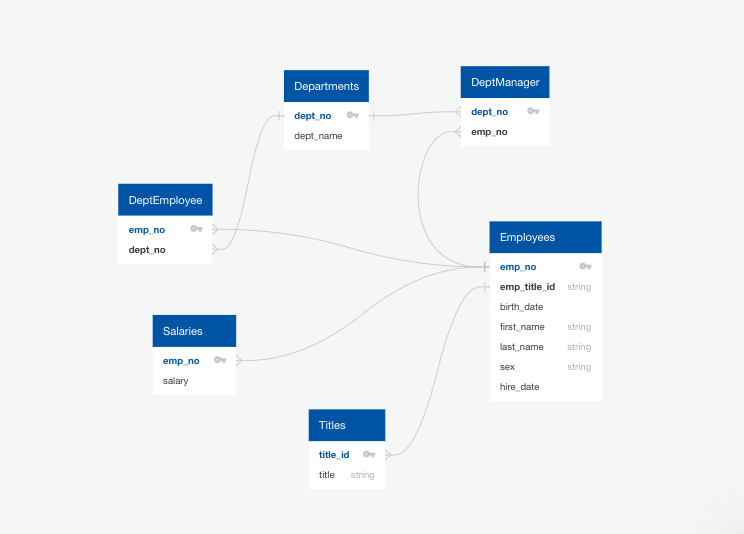 Departments
dept_no
dept_name
DeptManager
dept_no
emp_no
DeptEmployee
emp_no
dept_no
Employees
emp_no
emp_title_id string
birth_date
first_name string
last_name string
sex string
hire_date
Salaries
emp_no
salary
Titles
title_id
title string